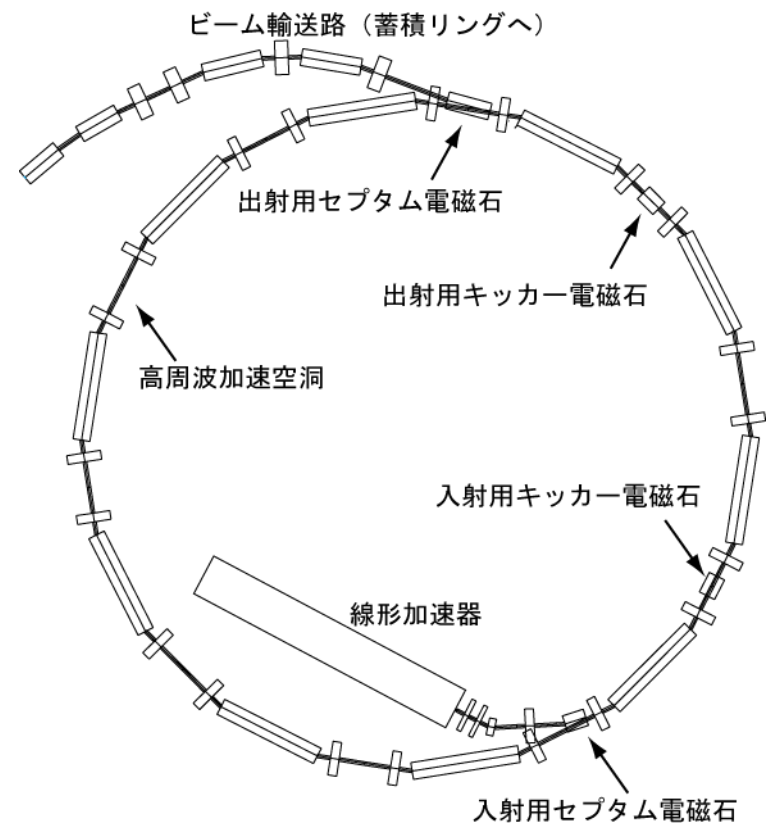 ビーム輸送路（蓄積リングへ）
出射用セプタム電磁石
出射用キッカー電磁石
高周波加速空洞
入射用キッカー電磁石
線形加速器
入射用セプタム電磁石